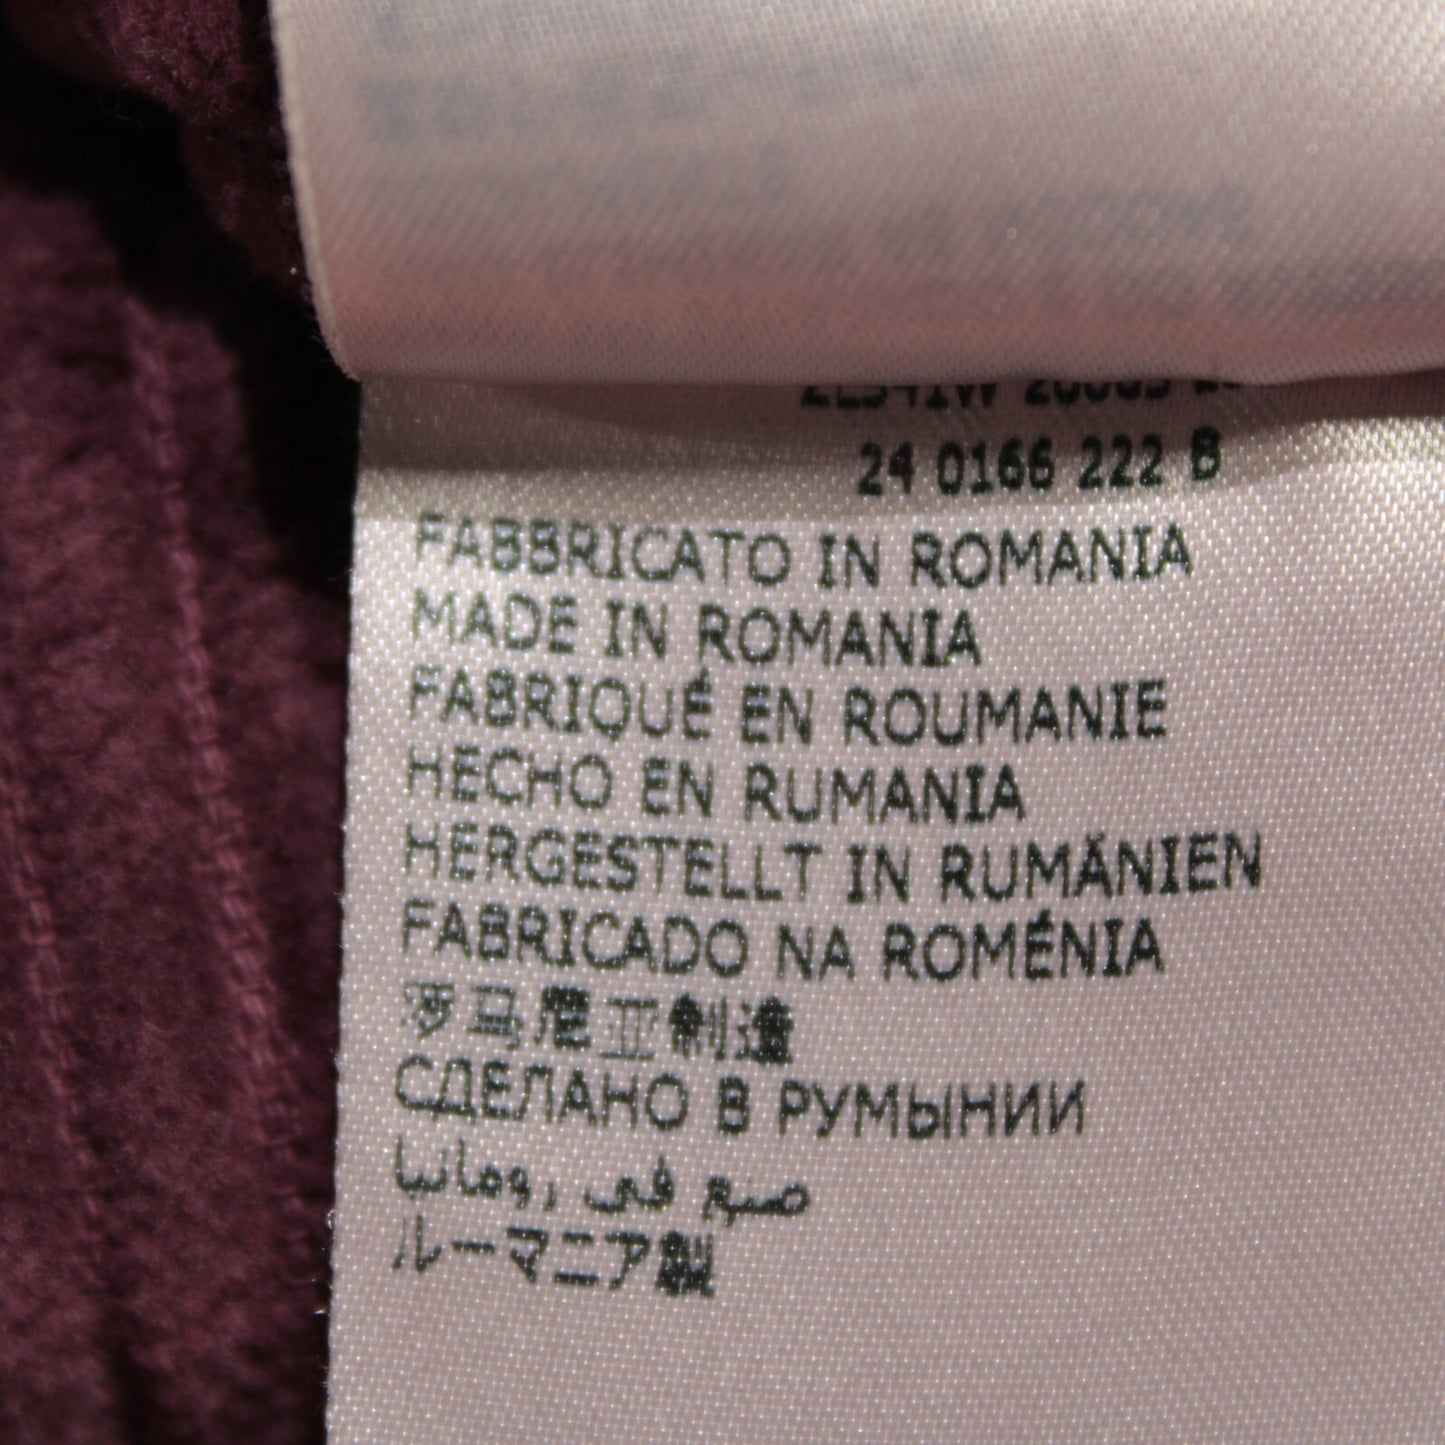 24 0166 222 B
FABBRICATO IN ROMANIA
MADE IN ROMANIA
FABRIQUÉ EN ROUMANIE
HECHO EN RUMANIA
HERGESTELLT IN RUMÄNIEN
FABRICADO NA ROMÉNIA
罗马尼亚制造
СДЕЛАНО В РУМЫНИИ
صنع في رومانيا
ルーマニア製